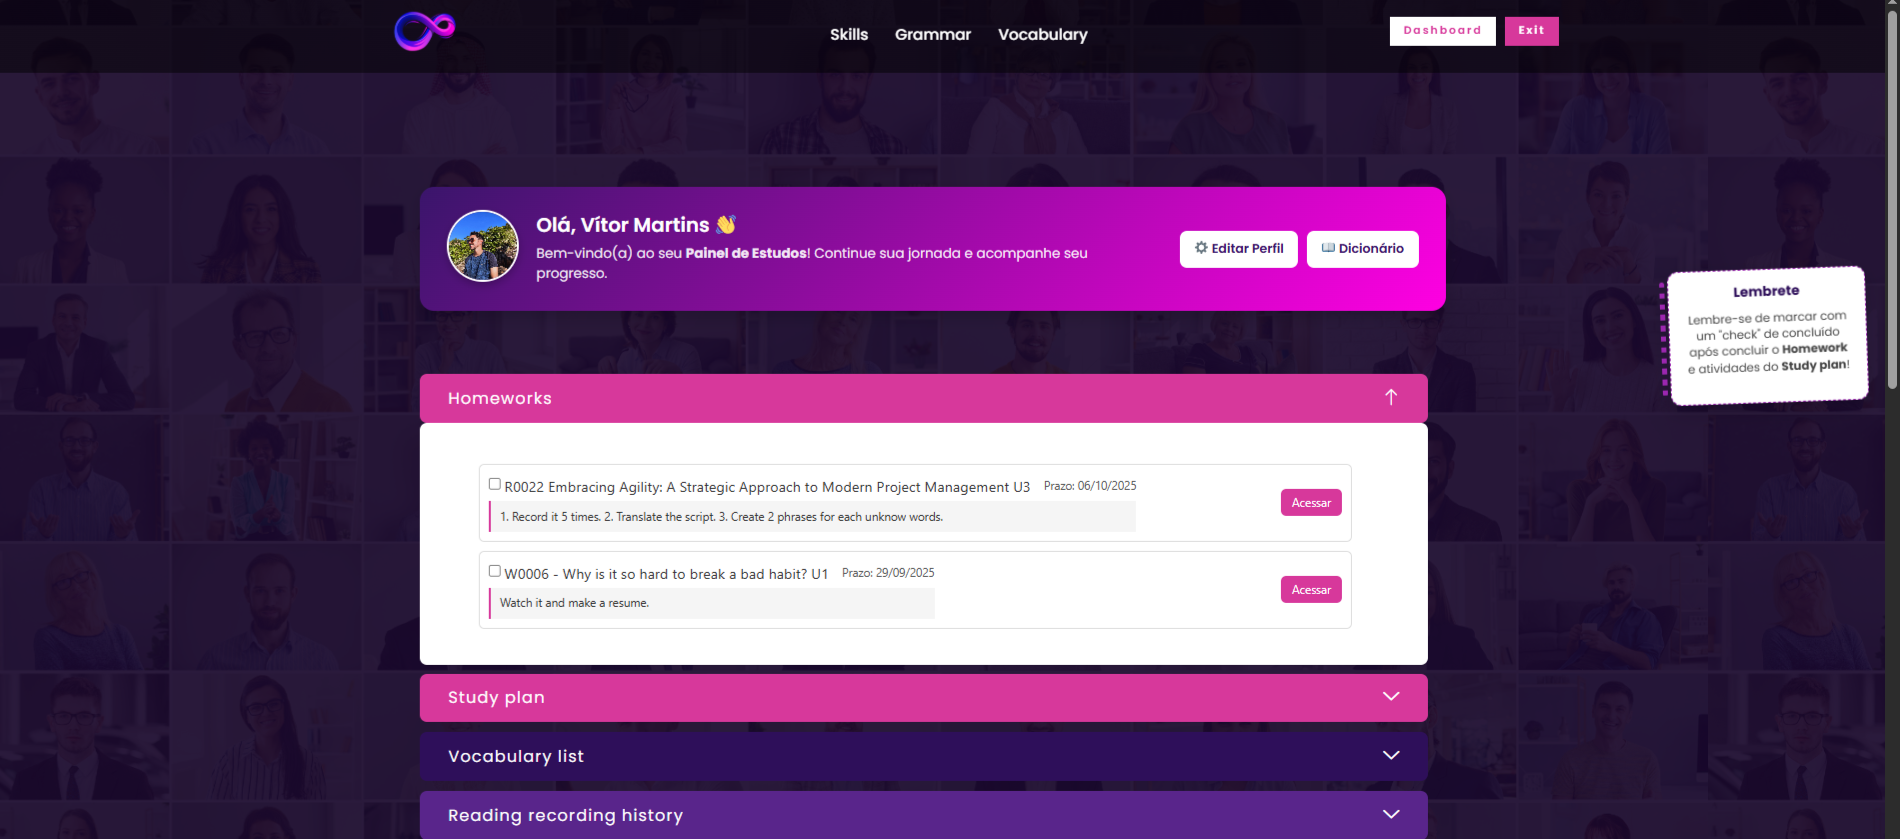 Skills Grammar Vocabulary
Dashboard Exit
Olá, Vítor Martins 👋
Bem-vindo(a) ao seu Painel de Estudos! Continue sua jornada e acompanhe seu
progresso.
⚙️ Editar Perfil 📖 Dicionário
Lembrete
Lembre-se de marcar com
um "check" de concluído
após concluir o Homework
e atividades do Study plan!
Homeworks
R0022 Embracing Agility: A Strategic Approach to Modern Project Management U3 Prazo: 06/10/2025
1. Record it 5 times. 2. Translate the script. 3. Create 2 phrases for each unknow words.
Acessar
W0006 - Why is it so hard to break a bad habit? U1 Prazo: 29/09/2025
Watch it and make a resume.
Acessar
Study plan
Vocabulary list
Reading recording history